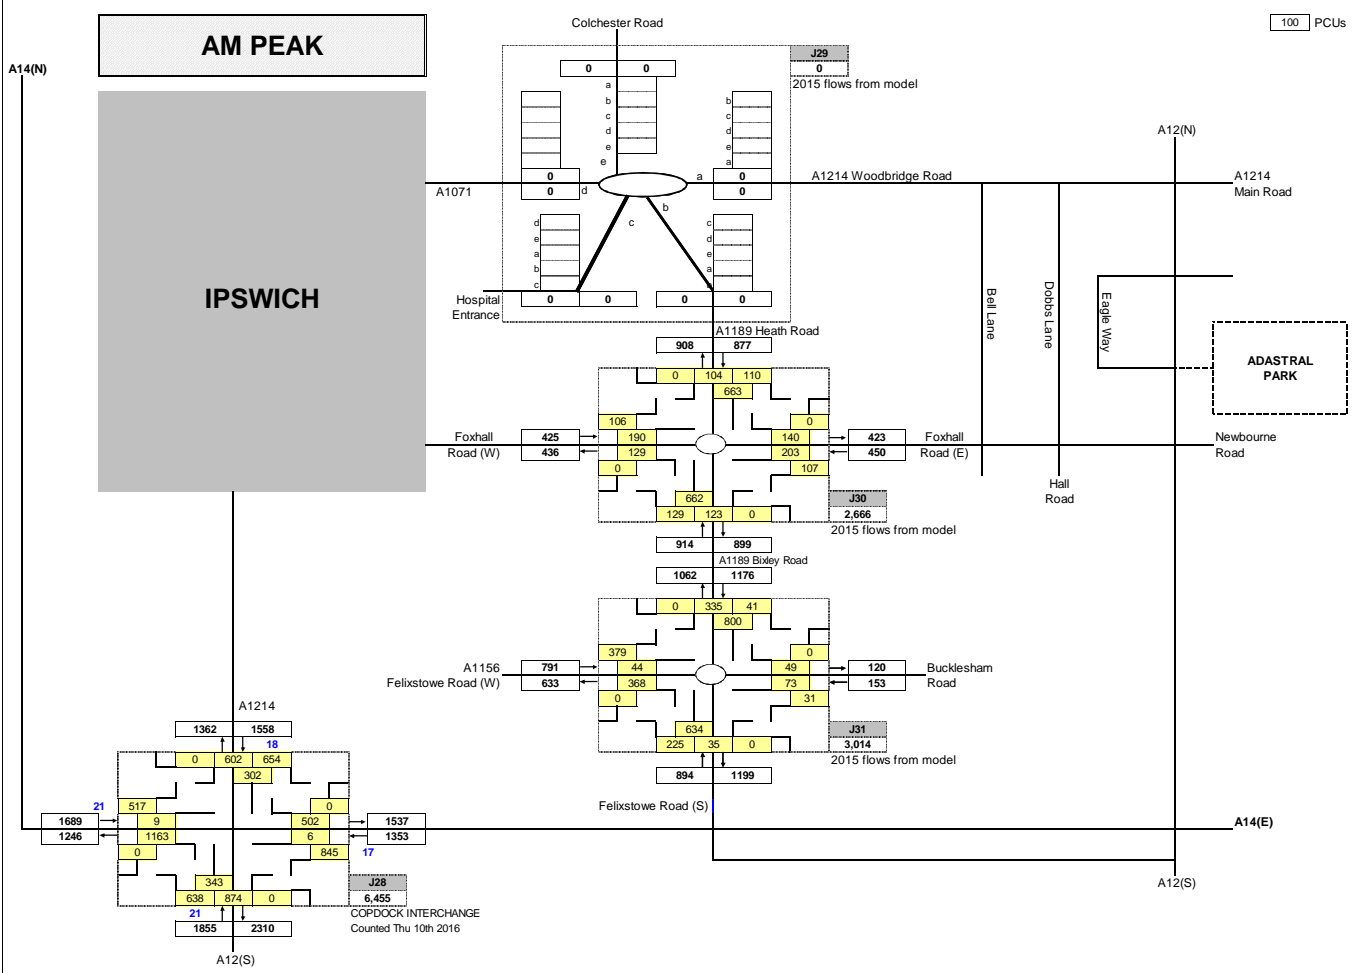 Colchester Road
100 PCUs
AM PEAK
A14(N)
J29
0
2015 flows from model
0 0
a
b
c
d
e
e
b
c
d
e
a
A12(N)
0
0
d
A1071
a
0
0
A1214 Woodbridge Road
A1214
Main Road
b
c
d
e
a
b
c
c
d
e
a
b
IPSWICH
Hospital
Entrance
0 0
0 0
Bell Lane
Dobbs Lane
Eagle Way
ADASTRAL
PARK
A1189 Heath Road
908 877
0 104 110
663
106
0
Foxhall
Road (W)
425
436
190
129
140
203
423
450
Foxhall
Road (E)
Newbourne
Road
0
107
Hall
Road
662
129 123 0
J30
2,666
2015 flows from model
914 899
A1189 Bixley Road
1062 1176
0 335 41
800
379
0
A1156
Felixstowe Road (W)
791
633
44
368
49
73
120
153
Bucklesham
Road
0
31
634
225 35 0
J31
3,014
2015 flows from model
894 1199
Felixstowe Road (S)
A1214
1362 1558
18
0 602 654
302
21
517
0
1689
1246
9
1163
502
6
1537
1353
A14(E)
0
845
17
343
638 874 0
J28
6,455
21
1855 2310
COPDOCK INTERCHANGE
Counted Thu 10th 2016
A12(S)
A12(S)